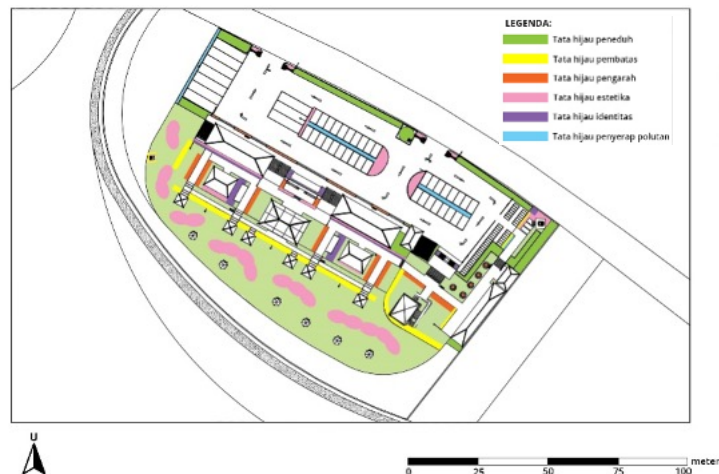 LEGENDA:
Tata hijau peneduh
Tata hijau pembatas
Tata hijau pengarah
Tata hijau estetika
Tata hijau identitas
Tata hijau penyerap polutan
U
meter
0 25 50 75 100